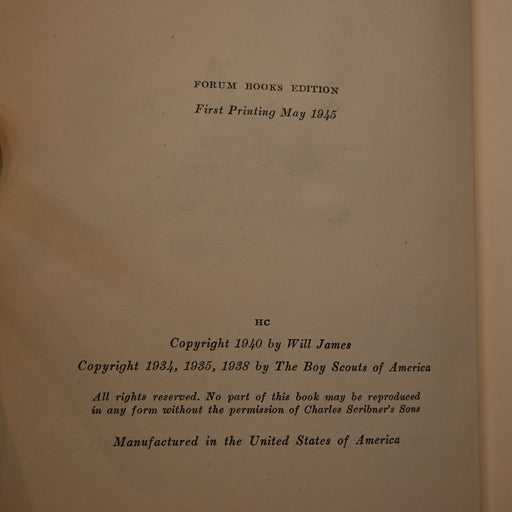 FORUM BOOKS EDITION
First Printing May 1945
HC
Copyright 1940 by Will James
Copyright 1934, 1935, 1938 by The Boy Scouts of America
All rights reserved. No part of this book may be reproduced
in any form without the permission of Charles Scribner's Sons
Manufactured in the United States of America